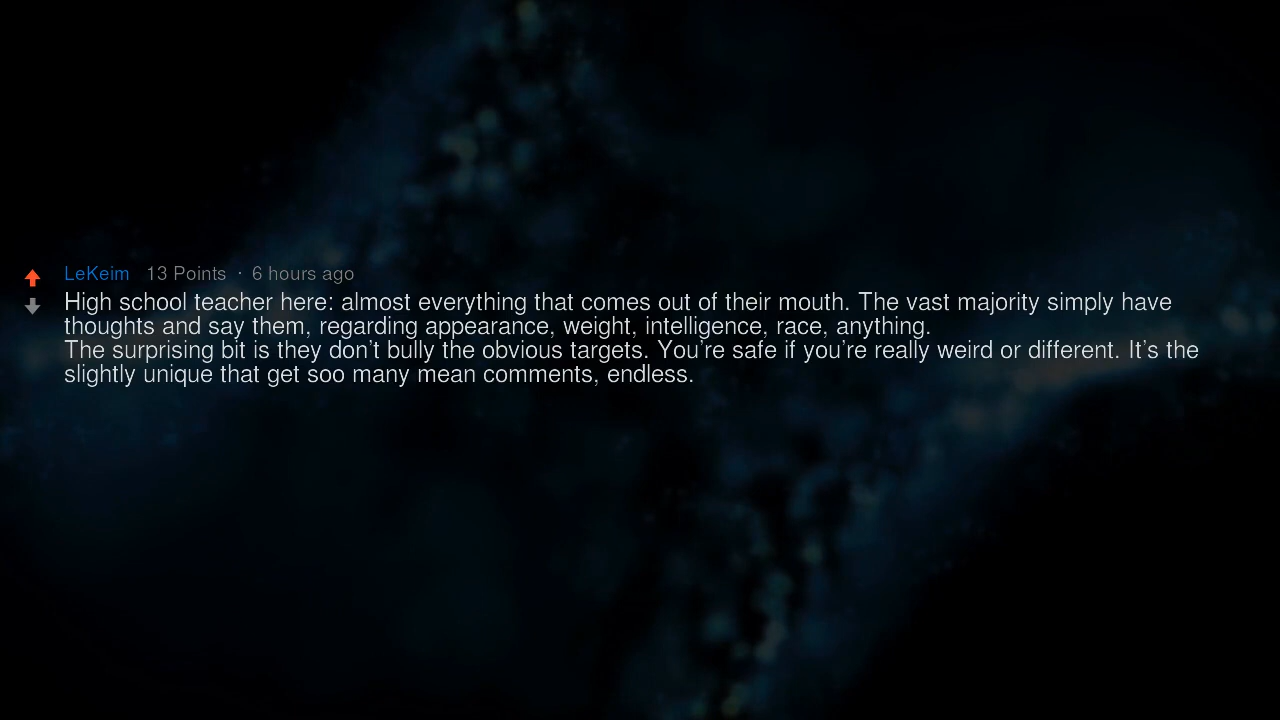 LeKeim 13 Points · 6 hours ago
High school teacher here: almost everything that comes out of their mouth. The vast majority simply have
thoughts and say them, regarding appearance, weight, intelligence, race, anything.
The surprising bit is they don't bully the obvious targets. You're safe if you're really weird or different. It's the
slightly unique that get soo many mean comments, endless.